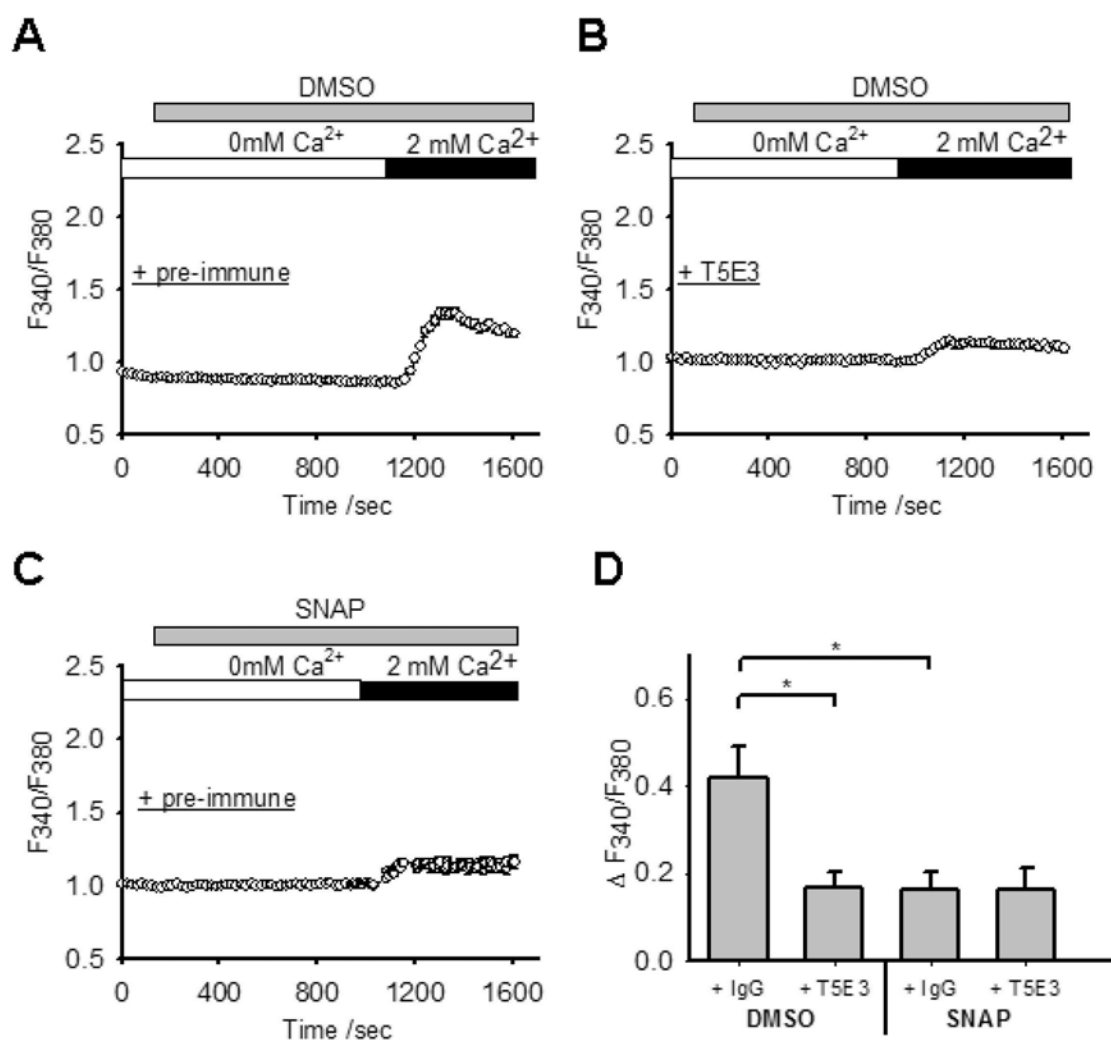 A
DMSO
0mM Ca2+
2 mM Ca2+
2.5
2.0
1.5
1.0
0.5
F340/F380
+ pre-immune
0
400
800
1200
1600
Time /sec
B
DMSO
0mM Ca2+
2 mM Ca2+
2.5
2.0
1.5
1.0
0.5
F340/F380
+ T5E3
0
400
800
1200
1600
Time /sec
C
SNAP
0mM Ca2+
2 mM Ca2+
2.5
2.0
1.5
1.0
0.5
F340/F380
+ pre-immune
0
400
800
1200
1600
Time /sec
D
*
*
0.6
0.4
0.2
0.0
Δ F340/F380
+ IgG
+ T5E3
+ IgG
+ T5E3
DMSO
SNAP